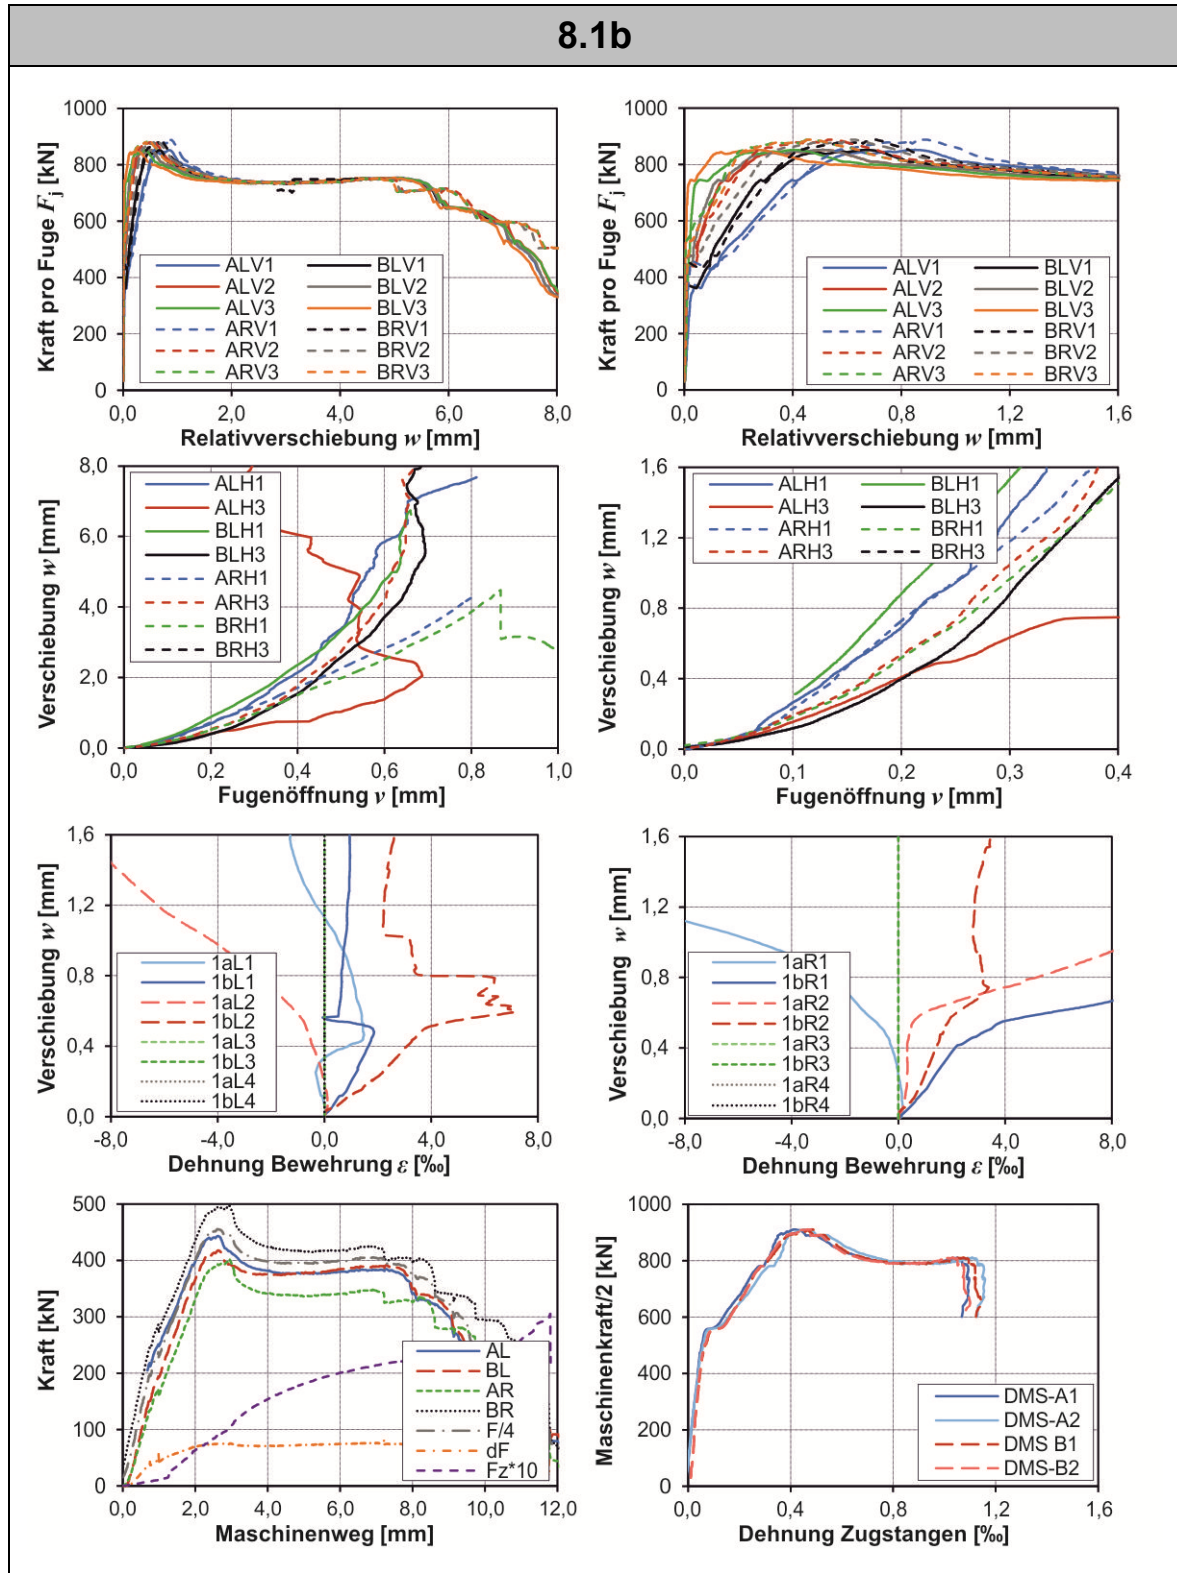 8.1b
Kraft pro Fuge Fj [kN]
1000
800
600
400
200
0
ALV1
BLV1
ALV2
BLV2
ALV3
BLV3
ARV1
BRV1
ARV2
BRV2
ARV3
BRV3
0,0
2,0
4,0
6,0
8,0
Relativverschiebung w [mm]
Kraft pro Fuge Fj [kN]
1000
800
600
400
200
0
ALV1
BLV1
ALV2
BLV2
ALV3
BLV3
ARV1
BRV1
ARV2
BRV2
ARV3
BRV3
0,0
0,4
0,8
1,2
1,6
Relativverschiebung w [mm]
Verschiebung w [mm]
8,0
6,0
4,0
2,0
0,0
ALH1
ALH3
BLH1
BLH3
ARH1
ARH3
BRH1
BRH3
0,0
0,2
0,4
0,6
0,8
1,0
Fugenöffnung v [mm]
Verschiebung w [mm]
1,6
1,2
0,8
0,4
0,0
ALH1
BLH1
ALH3
BLH3
ARH1
BRH1
ARH3
BRH3
0,0
0,1
0,2
0,3
0,4
Fugenöffnung v [mm]
Verschiebung w [mm]
1,6
1,2
0,8
0,4
0,0
1aL1
1bL1
1aL2
1bL2
1aL3
1bL3
1aL4
1bL4
-8,0
-4,0
0,0
4,0
8,0
Dehnung Bewehrung ε [‰]
Verschiebung w [mm]
1,6
1,2
0,8
0,4
0,0
1aR1
1bR1
1aR2
1bR2
1aR3
1bR3
1aR4
1bR4
-8,0
-4,0
0,0
4,0
8,0
Dehnung Bewehrung ε [‰]
Kraft [kN]
500
400
300
200
100
0
AL
BL
AR
BR
F/4
dF
Fz*10
0,0
2,0
4,0
6,0
8,0
10,0
12,0
Maschinenweg [mm]
Maschinenkraft/2 [kN]
1000
800
600
400
200
0
DMS-A1
DMS-A2
DMS B1
DMS-B2
0,0
0,4
0,8
1,2
1,6
Dehnung Zugstangen [‰]